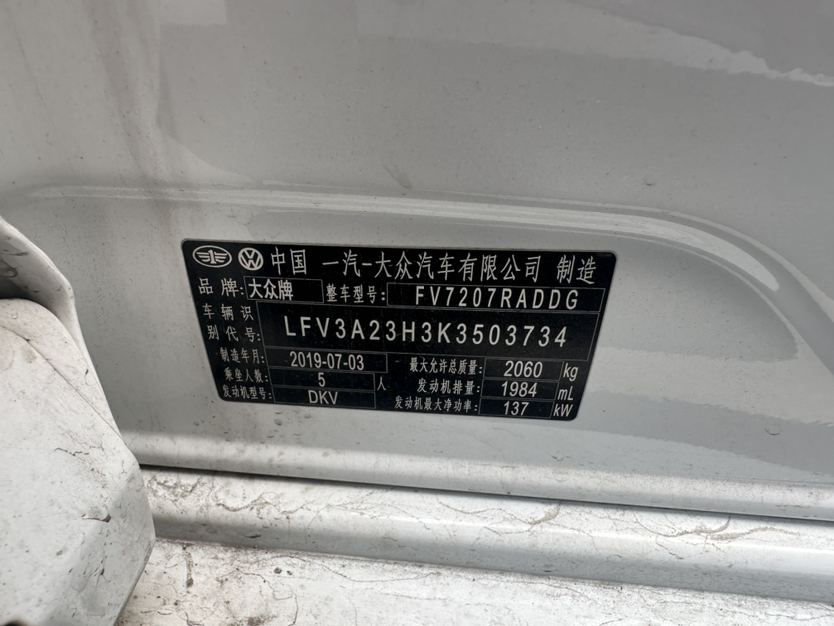 中国 一汽-大众汽车有限公司 制造
品牌: 大众牌 整车型号: FV7207RADDG
车辆识别代号: LFV3A23H3K3503734
制造年月: 2019-07-03 最大允许总质量: 2060 kg
乘坐人数: 5 人 发动机排量: 1984 mL
发动机型号: DKV 发动机最大净功率: 137 kW